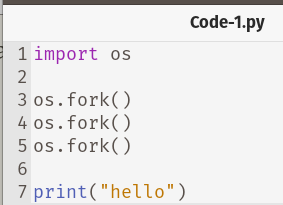 Code-1.py
1 import os
2
3 os.fork()
4 os.fork()
5 os.fork()
6
7 print("hello")